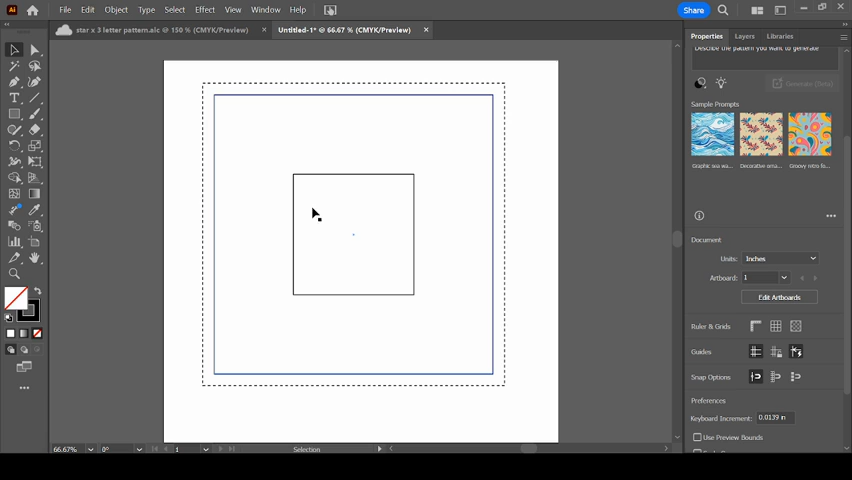 Ai File Edit Object Type Select Effect View Window Help Share
star x 3 letter pattern.aic @ 150 % (CMYK/Preview) × Untitled-1* @ 66.67 % (CMYK/Preview) ×
Properties Layers Libraries
Describe the pattern you want to generate
Generate (Beta)
Sample Prompts
Graphic sea wa... Decorative orna... Groovy retro fo...
Document
Units: Inches
Artboard: 1
Edit Artboards
Ruler & Grids
Guides
Snap Options
Preferences
Keyboard Increment: 0.0139 in
Use Preview Bounds
66.67% 0° 1 Selection